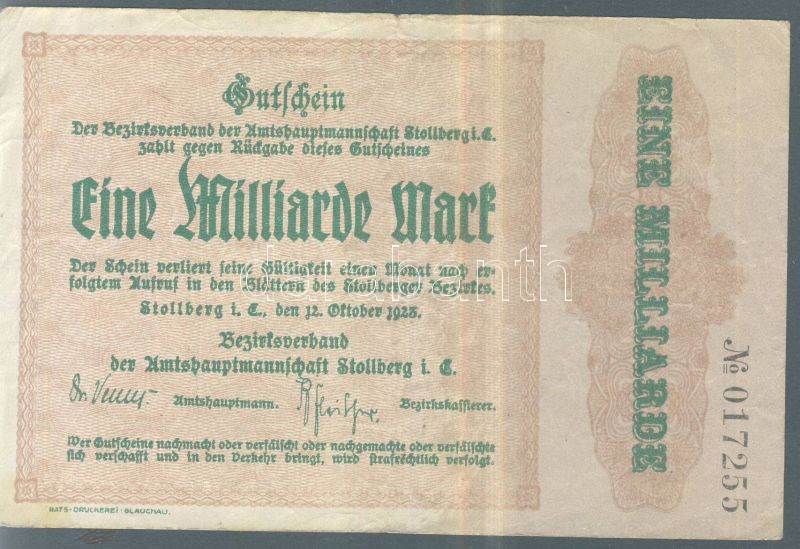 Gutschein
Der Bezirksverband der Amtshauptmannschaft Stollberg i. E.
zahlt gegen Rückgabe dieses Gutscheines
Eine Milliarde Mark
Der Schein verliert seine Gültigkeit einen Monat nach er-
folgtem Aufruf in den Blättern des Stollberger Bezirkes.
Stollberg i. E., den 12. Oktober 1923.
Bezirksverband
der Amtshauptmannschaft Stollberg i. E.
Amtshauptmann. Bezirkskassierer.
Wer Gutscheine nachmacht oder verfälscht oder nachgemachte oder verfälschte
sich verschafft und in den Verkehr bringt, wird strafrechtlich verfolgt.
RATS-DRUCKEREI GLAUCHAU.
EINE MILLIARDE
№ 017255
darabanth